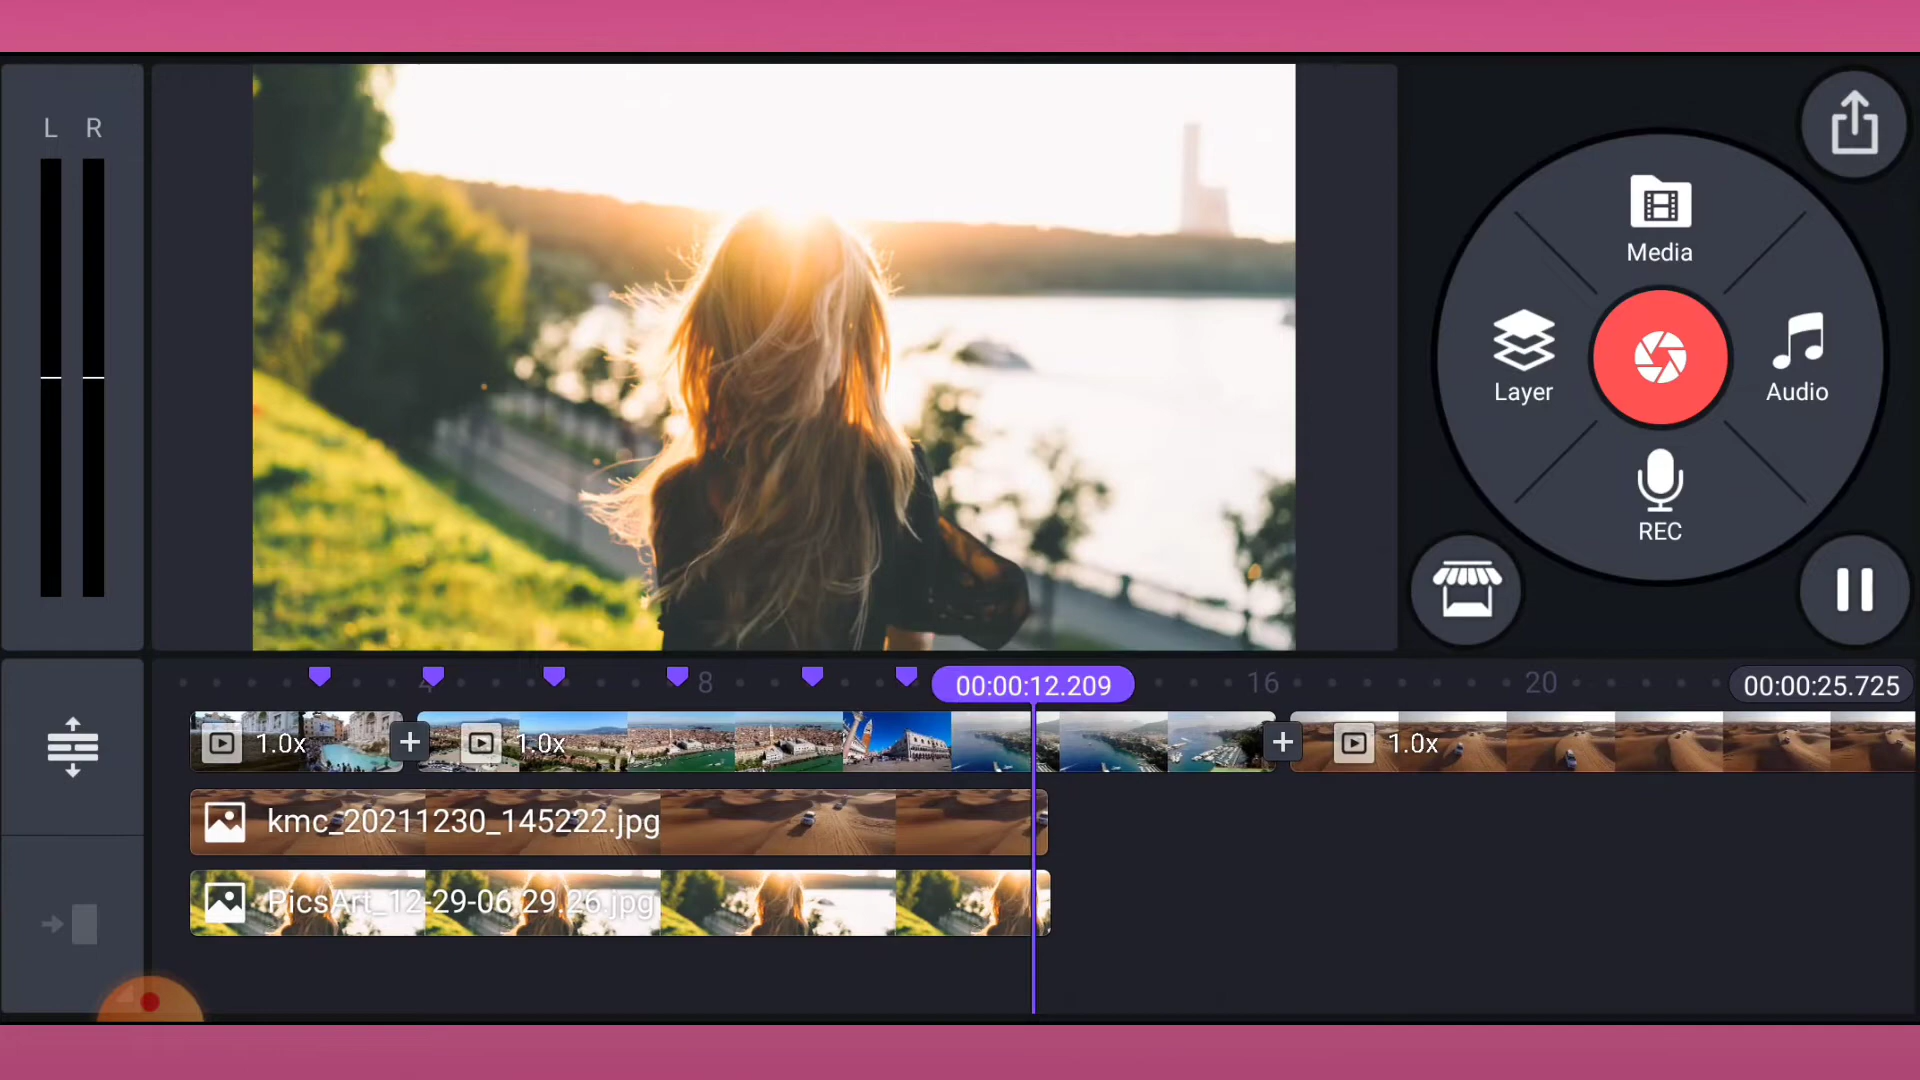 L R
Media
Layer
Audio
REC
4
8
00:00:12.209
16
20
00:00:25.725
1.0x
1.0x
1.0x
kmc_20211230_145222.jpg
PicsArt_12-29-06.29.26.jpg